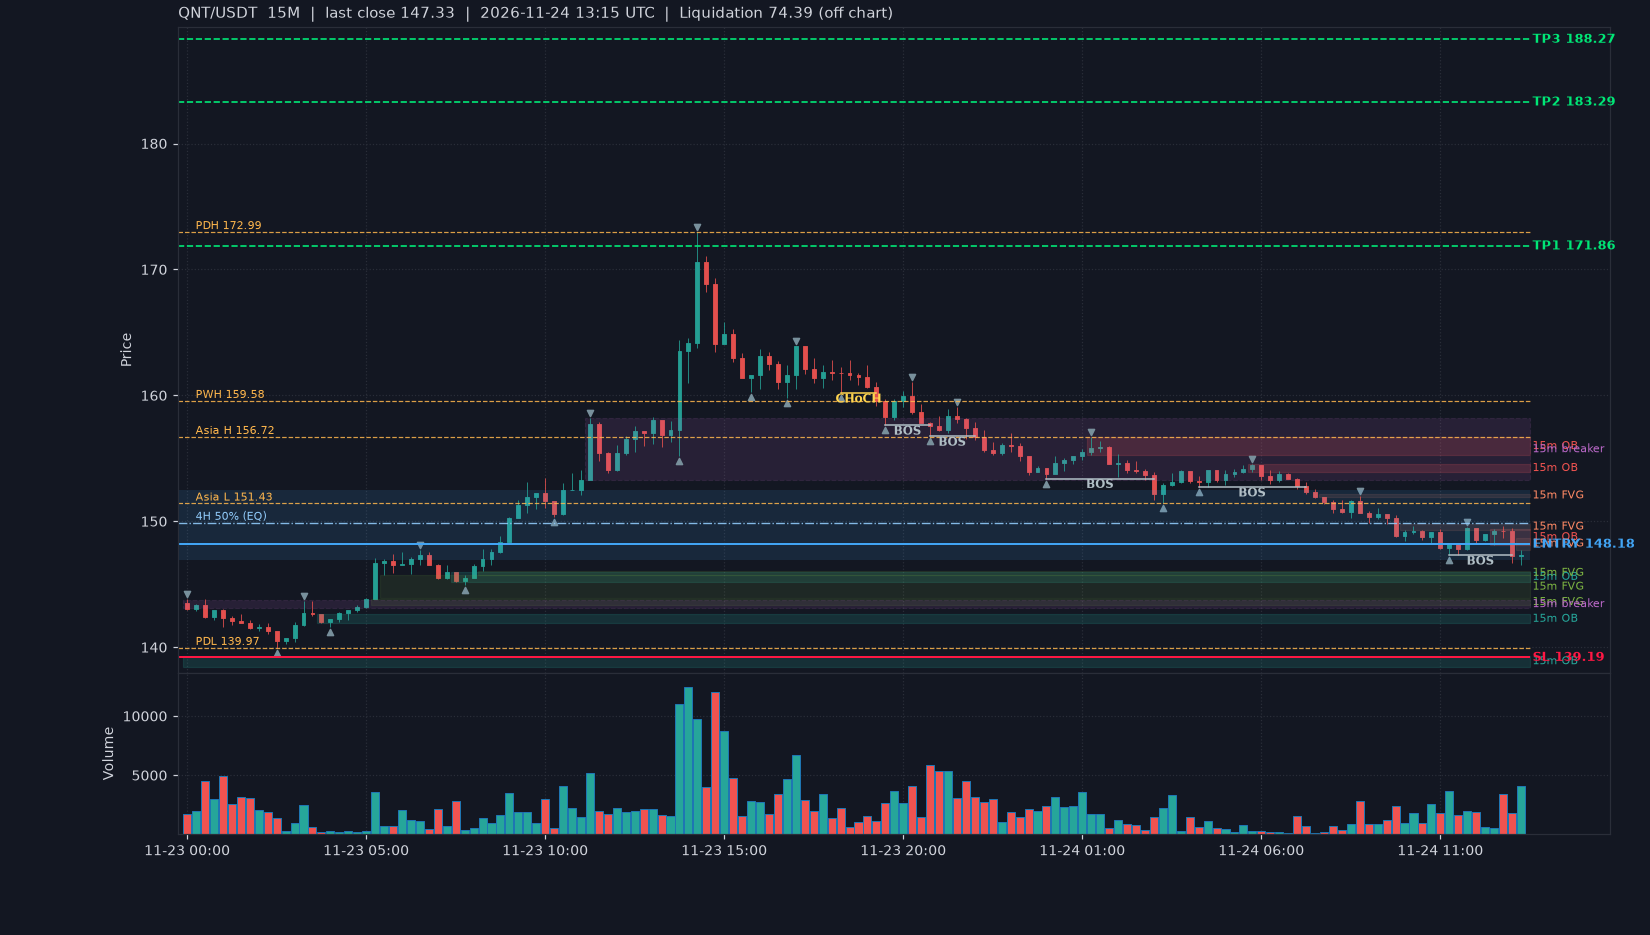 QNT/USDT  15M  |  last close 147.33  |  2026-11-24 13:15 UTC  |  Liquidation 74.39 (off chart)
TP3 188.27
TP2 183.29
180
PDH 172.99
TP1 171.86
170
Price
160
PWH 159.58
CHoCH
Asia H 156.72
BOS
BOS
15m OB
15m breaker
15m OB
BOS
BOS
Asia L 151.43
15m FVG
4H 50% (EQ)
150
15m FVG
15m OB
ENTRY 148.18
BOS
15m FVG
15m OB
15m FVG
15m FVG
15m breaker
15m OB
PDL 139.97
140
SL 139.19
15m OB
Volume
10000
5000
11-23 00:00
11-23 05:00
11-23 10:00
11-23 15:00
11-23 20:00
11-24 01:00
11-24 06:00
11-24 11:00